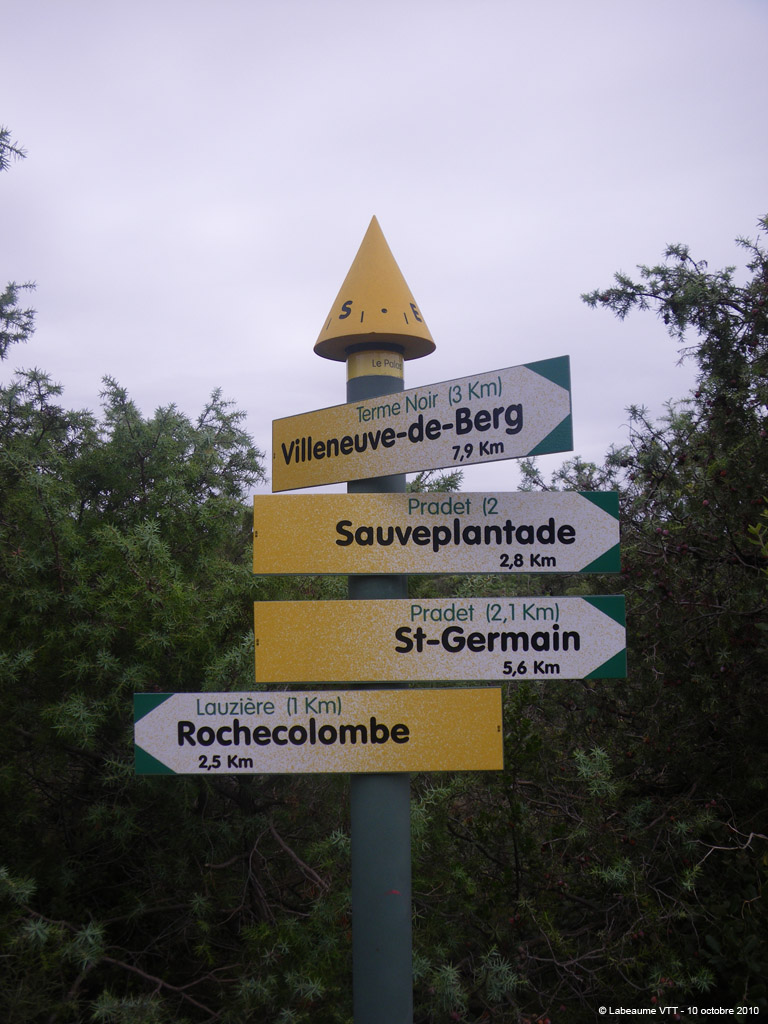 S E
Le
Terme Noir (3 Km)
Villeneuve-de-Berg
7,9 Km
Pradet (2
Sauveplantade
2,8 Km
Pradet (2,1 Km)
St-Germain
5,6 Km
Lauzière (1 Km)
Rochecolombe
2,5 Km
© Labeaume VTT - 10 octobre 2010